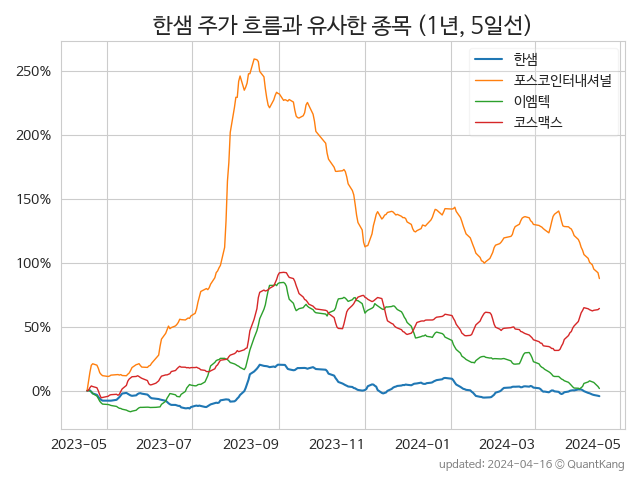 한샘 주가 흐름과 유사한 종목 (1년, 5일선)
한샘
포스코인터내셔널
이엠텍
코스맥스
250%
200%
150%
100%
50%
0%
2023-05 2023-07 2023-09 2023-11 2024-01 2024-03 2024-05
updated: 2024-04-16 © QuantKang